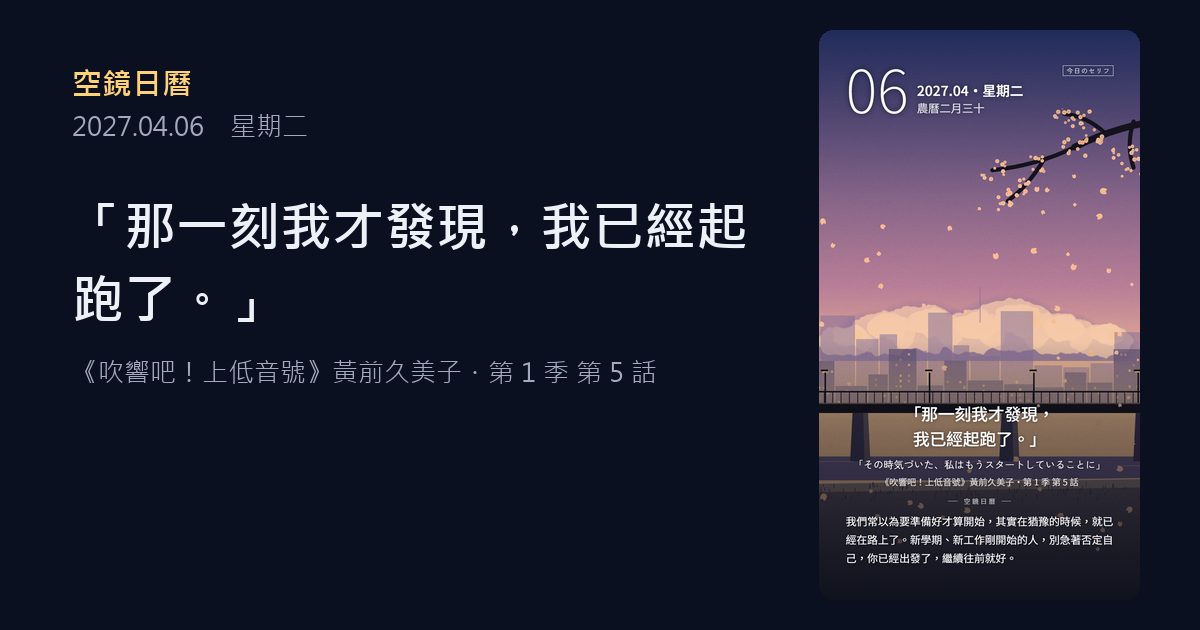 空鏡日曆
2027.04.06 星期二
「那一刻我才發現，我已經起
跑了。」
《吹響吧！上低音號》黃前久美子・第 1 季 第 5 話
今日のセリフ
06
2027.04・星期二
農曆二月三十
「那一刻我才發現，
我已經起跑了。」
「その時気づいた、私はもうスタートしていることに」
《吹響吧！上低音號》黃前久美子・第 1 季 第 5 話
— 空鏡日曆 —
我們常以為要準備好才算開始，其實在猶豫的時候，就已
經在路上了。新學期、新工作剛開始的人，別急著否定自
己，你已經出發了，繼續往前就好。